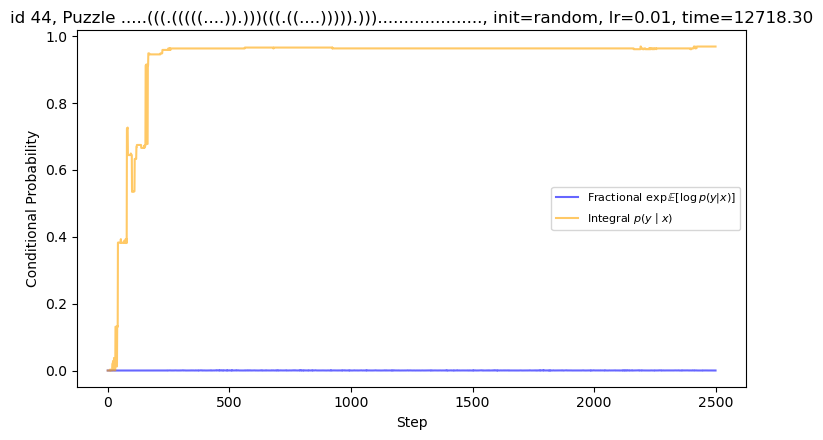 id 44, Puzzle .....(((.(((((....)).)))(((.((....))))).)))....................., init=random, lr=0.01, time=12718.30
1.0
0.8
0.6
0.4
0.2
0.0
Conditional Probability
Fractional exp𝔼[log p(y|x)]
Integral p(y | x)
0
500
1000
1500
2000
2500
Step